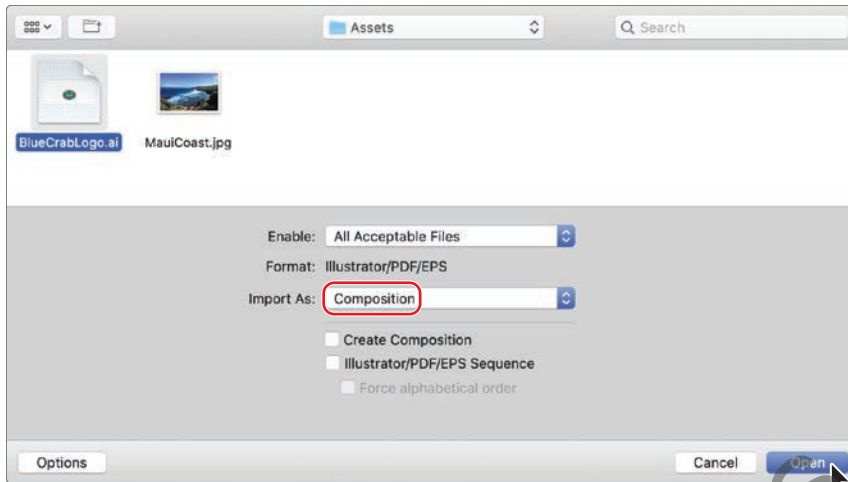 Assets
Search
BlueCrabLogo.ai
MauiCoast.jpg
Enable: All Acceptable Files
Format: Illustrator/PDF/EPS
Import As: Composition
Create Composition
Illustrator/PDF/EPS Sequence
Force alphabetical order
Options
Cancel
Open